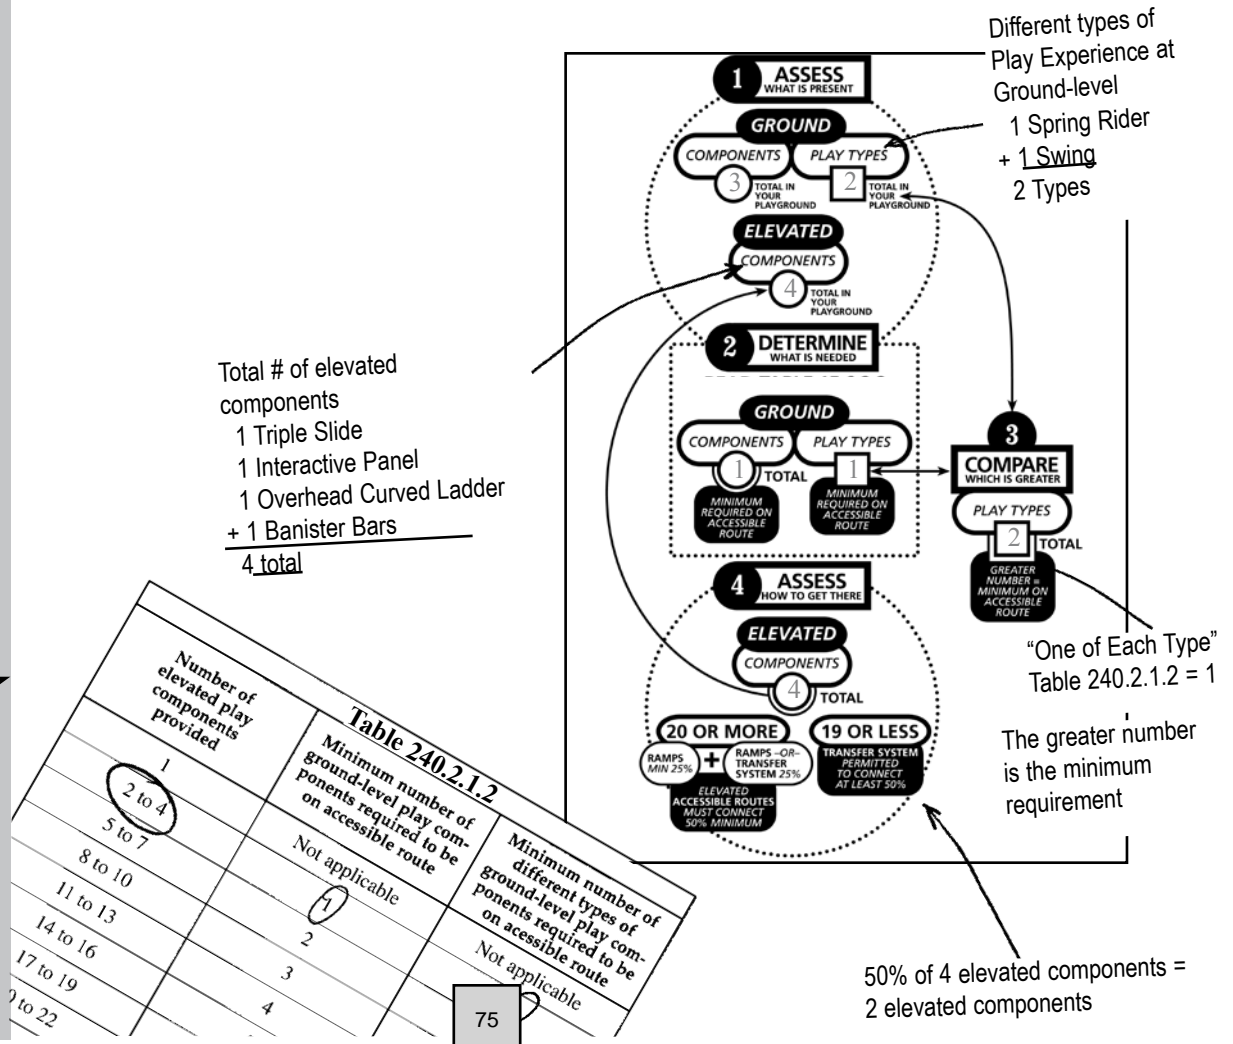 Different types of
Play Experience at
Ground-level
1 Spring Rider
+ 1 Swing
2 Types
1 ASSESS
WHAT IS PRESENT
GROUND
COMPONENTS
PLAY TYPES
3
TOTAL IN
YOUR
PLAYGROUND
2
TOTAL IN
YOUR
PLAYGROUND
ELEVATED
COMPONENTS
4
TOTAL IN
YOUR
PLAYGROUND
2 DETERMINE
WHAT IS NEEDED
GROUND
COMPONENTS
PLAY TYPES
1 TOTAL
1
MINIMUM
REQUIRED ON
ACCESSIBLE
ROUTE
MINIMUM
REQUIRED ON
ACCESSIBLE
ROUTE
3
COMPARE
WHICH IS GREATER
PLAY TYPES
2 TOTAL
GREATER
NUMBER =
MINIMUM ON
ACCESSIBLE
ROUTE
4 ASSESS
HOW TO GET THERE
ELEVATED
COMPONENTS
4 TOTAL
20 OR MORE
RAMPS
MIN 25%
+
RAMPS –OR–
TRANSFER
SYSTEM 25%
ELEVATED
ACCESSIBLE ROUTES
MUST CONNECT
50% MINIMUM
19 OR LESS
TRANSFER SYSTEM
PERMITTED
TO CONNECT
AT LEAST 50%
Total # of elevated
components
1 Triple Slide
1 Interactive Panel
1 Overhead Curved Ladder
+ 1 Banister Bars
4 total
"One of Each Type"
Table 240.2.1.2 = 1
The greater number
is the minimum
requirement
50% of 4 elevated components =
2 elevated components
Table 240.2.1.2
Number of
elevated play
components
provided
Minimum number of
ground-level play com-
ponents required to be
on accessible route
Minimum number of
different types of
ground-level play com-
ponents required to be
on acessible route
1
Not applicable
Not applicable
2 to 4
1
5 to 7
2
8 to 10
3
11 to 13
4
14 to 16
17 to 19
to 22
75